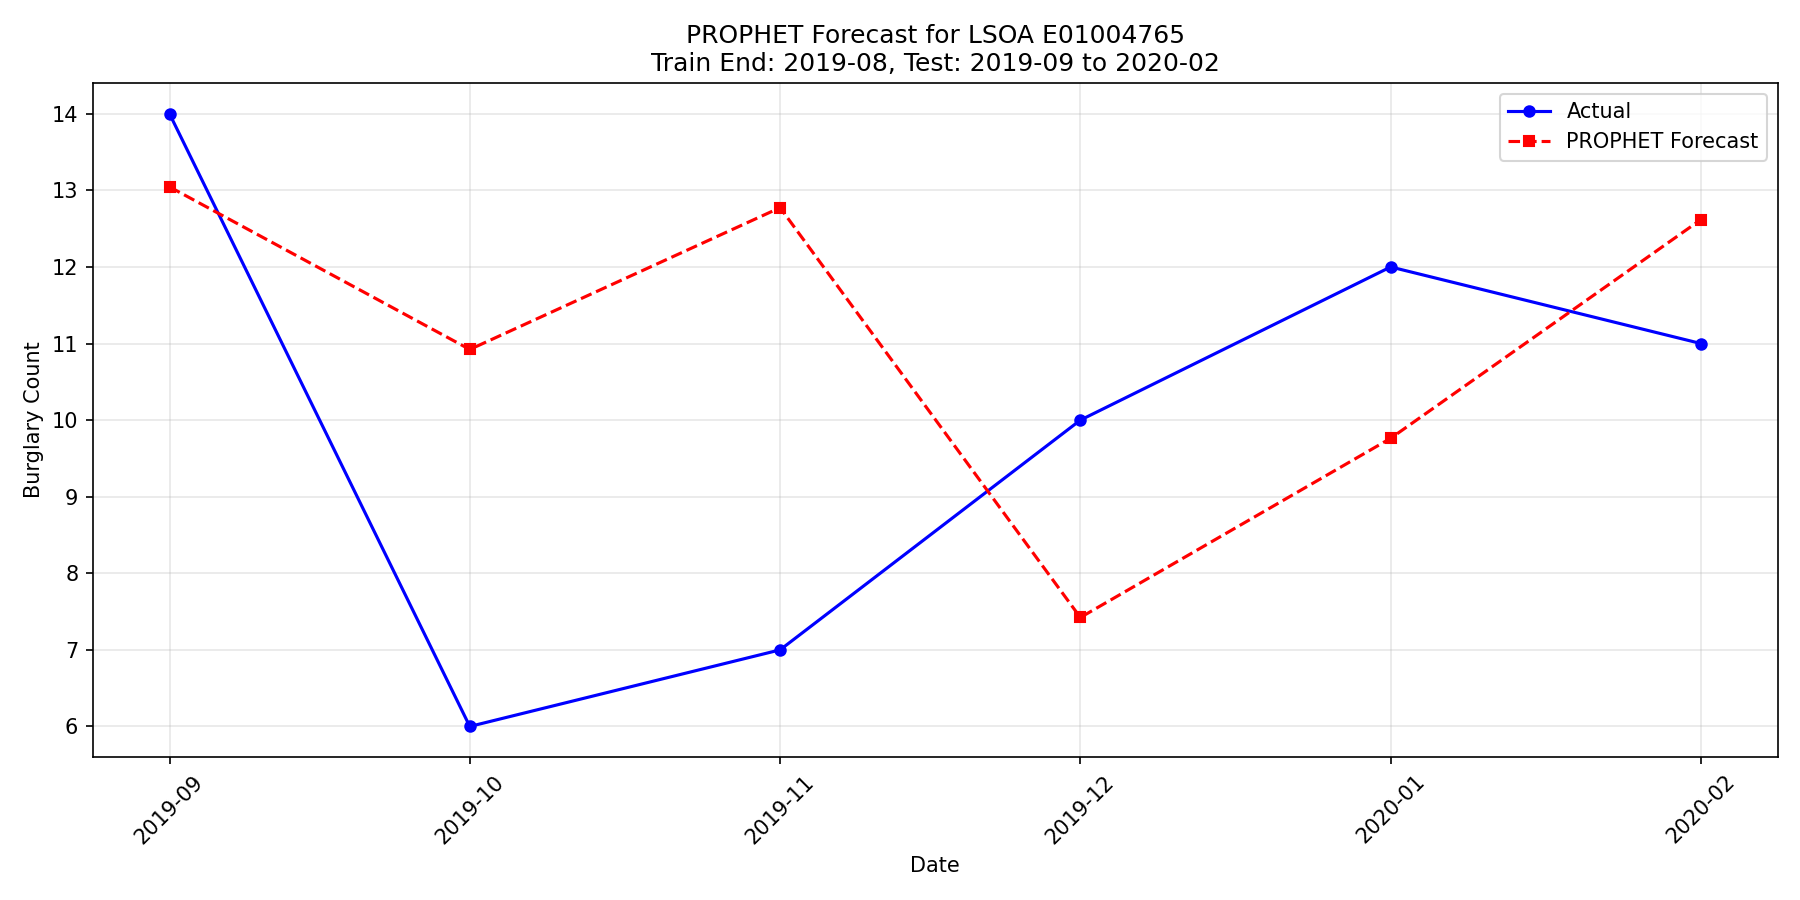 PROPHET Forecast for LSOA E01004765
Train End: 2019-08, Test: 2019-09 to 2020-02
Actual
PROPHET Forecast
Burglary Count
14
13
12
11
10
9
8
7
6
2019-09
2019-10
2019-11
2019-12
2020-01
2020-02
Date